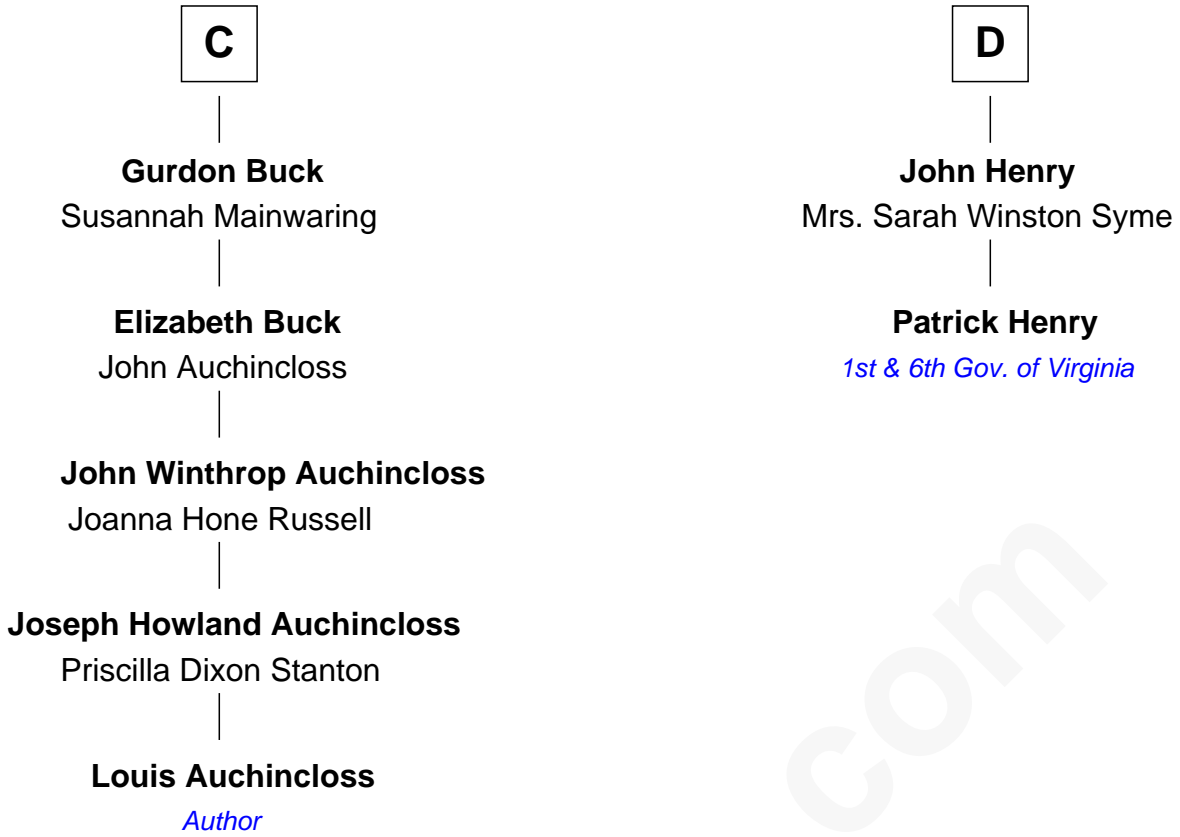 C
Gurdon Buck
Susannah Mainwaring
Elizabeth Buck
John Auchincloss
John Winthrop Auchincloss
Joanna Hone Russell
Joseph Howland Auchincloss
Priscilla Dixon Stanton
Louis Auchincloss
Author
D
John Henry
Mrs. Sarah Winston Syme
Patrick Henry
1st & 6th Gov. of Virginia
com